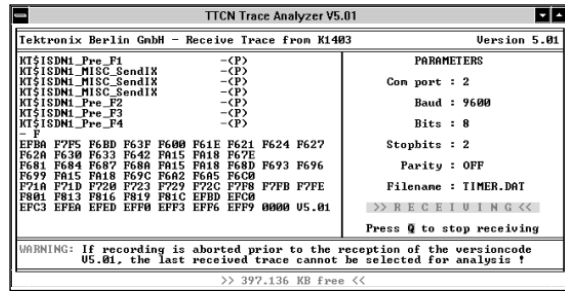 TTCN Trace Analyzer V5.01
Tektronix Berlin GmbH - Receive Trace from K1403 Version 5.01
KT$ISDN1_Pre_F1 -<P>
KT$ISDN1_MISC_SendIX -<P>
KT$ISDN1_MISC_SendIX -<P>
KT$ISDN1_Pre_F2 -<P>
KT$ISDN1_Pre_F3 -<P>
KT$ISDN1_Pre_F4 -<P>
- F
EFBA F7F5 F6BD F63F F600 F61E F621 F624 F627
F62A F630 F633 F642 FA15 FA18 F67E
F681 F684 F687 F68A FA15 FA18 F68D F693 F696
F699 FA15 FA18 F69C F6A2 F6A5 F6C0
F71A F71D F720 F723 F729 F72C F7F8 F7FB F7FE
F801 F813 F816 F819 F81C EFBD EFC0
EFC3 EFEA EFED EFF0 EFF3 EFF6 EFF9 0000 V5.01
PARAMETERS
Com port : 2
Baud : 9600
Bits : 8
Stopbits : 2
Parity : OFF
Filename : TIMER.DAT
>> R E C E I V I N G <<
Press Q to stop receiving
WARNING: If recording is aborted prior to the reception of the versioncode
V5.01, the last received trace cannot be selected for analysis !
>> 397.136 KB free <<